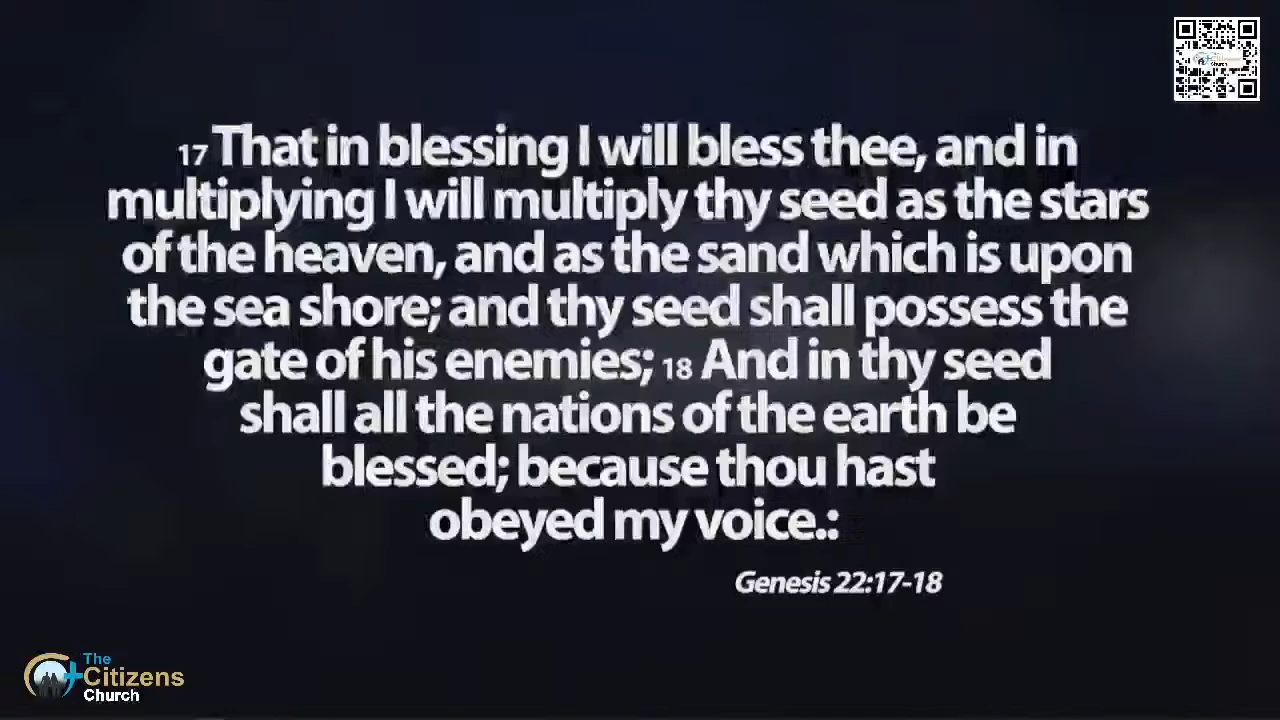 17 That in blessing I will bless thee, and in
multiplying I will multiply thy seed as the stars
of the heaven, and as the sand which is upon
the sea shore; and thy seed shall possess the
gate of his enemies; 18 And in thy seed
shall all the nations of the earth be
blessed; because thou hast
obeyed my voice.:
Genesis 22:17-18
The
Citizens
Church